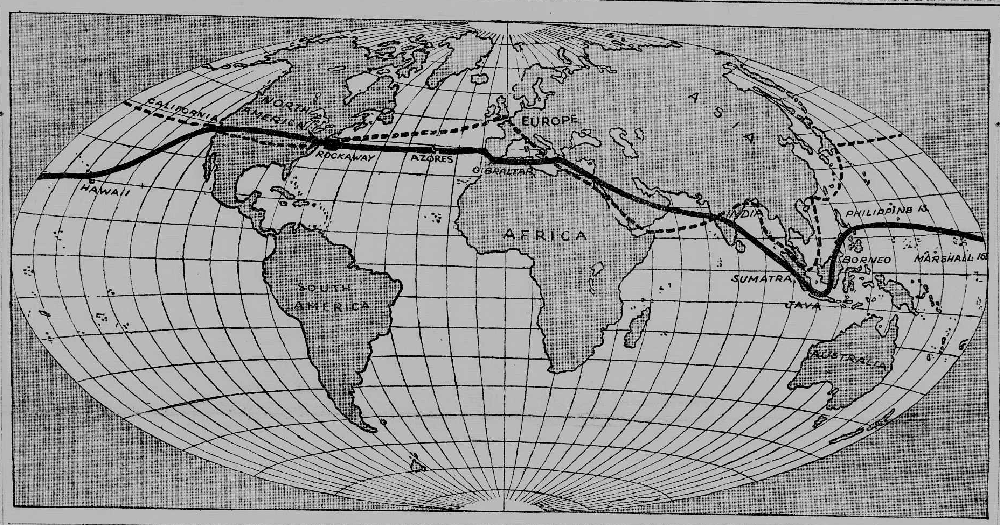 ASIA
CALIFORNIA
NORTH
AMERICA
EUROPE
ROCKAWAY
AZORES
GIBRALTAR
HAWAII
INDIA
PHILIPPINE IS.
AFRICA
BORNEO
MARSHALL IS.
SUMATRA
SOUTH
AMERICA
JAVA
AUSTRALIA